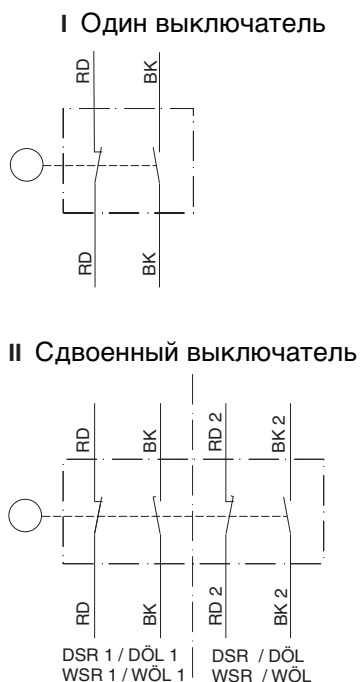 I Один выключатель
RD BK
RD BK
II Сдвоенный выключатель
RD BK RD 2 BK 2
RD BK RD 2 BK 2
DSR 1 / DÖL 1 DSR / DÖL
WSR 1 / WÖL 1 WSR / WÖL